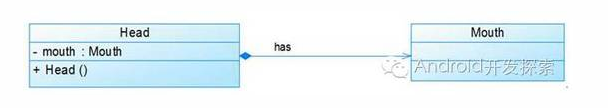 Head
- mouth : Mouth
+ Head ()
has
Mouth
Android开发探索